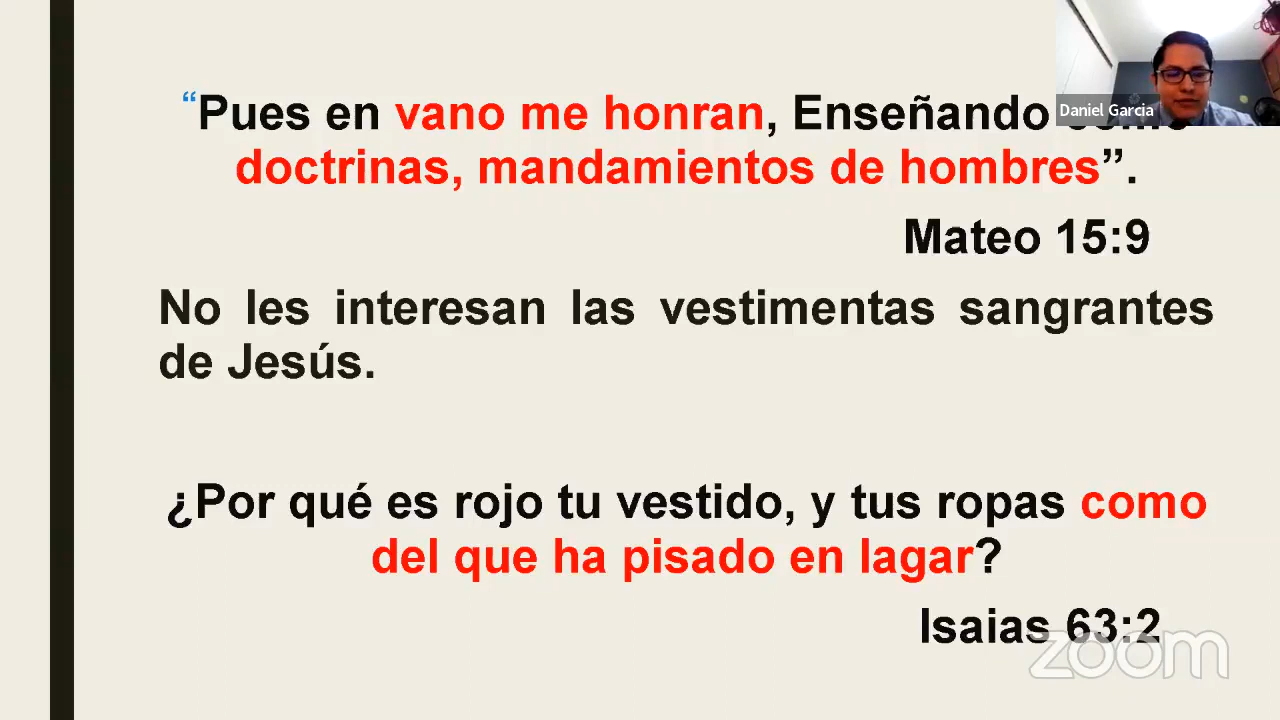 “Pues en vano me honran, Enseñando
Daniel Garcia
doctrinas, mandamientos de hombres”.
Mateo 15:9
No les interesan las vestimentas sangrantes
de Jesús.
¿Por qué es rojo tu vestido, y tus ropas como
del que ha pisado en lagar?
Isaias 63:2
zoom